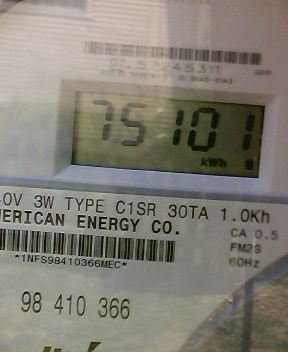 75101
kWh
0V 3W TYPE C1SR 30TA 1.0Kh
MERICAN ENERGY CO.
CA 0.5
FM2S
60Hz
*1NFS98410366MEC*
98 410 366